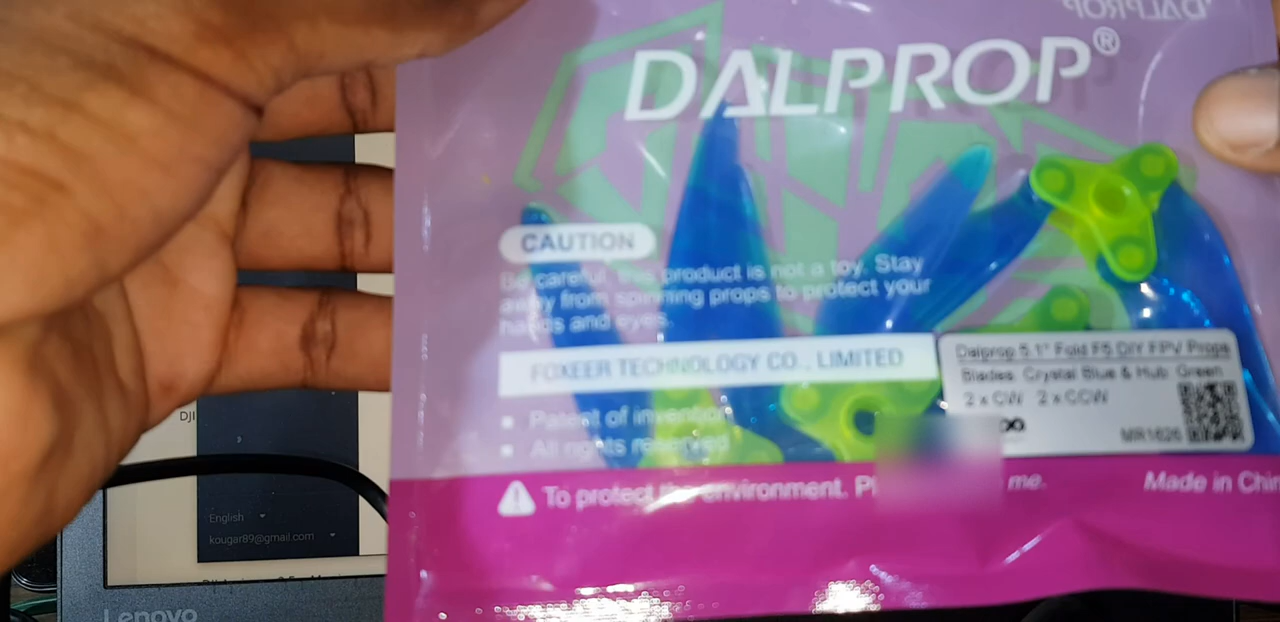 DALPROP
DALPROP®
CAUTION
Be careful, this product is not a toy. Stay
away from spinning props to protect your
hands and eyes.
FOXEER TECHNOLOGY CO., LIMITED
Patent of invention
All rights reserved
Dalprop 5.1" Fold F5 DIY FPV Props
Blades: Crystal Blue & Hub: Green
2 x CW 2 x CCW
MR1626
To protect the environment. me.
Made in Chin
DJI
English
kougar89@gmail.com
Lenovo